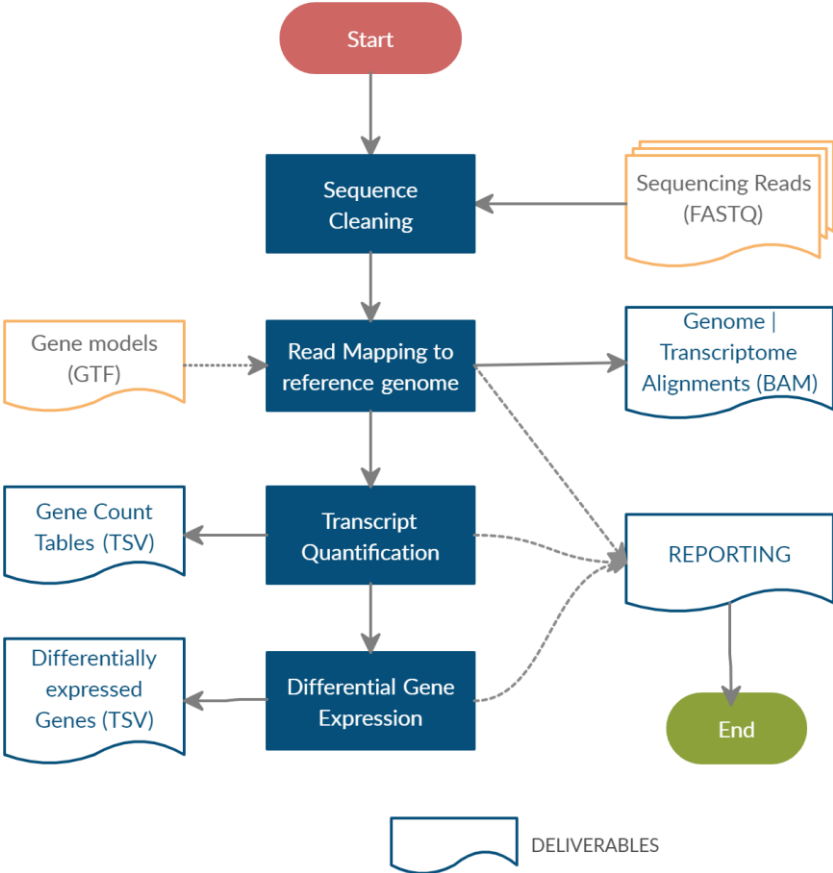 Start
Sequence
Cleaning
Sequencing Reads
(FASTQ)
Gene models
(GTF)
Read Mapping to
reference genome
Genome |
Transcriptome
Alignments (BAM)
Gene Count
Tables (TSV)
Transcript
Quantification
REPORTING
Differentially
expressed
Genes (TSV)
Differential Gene
Expression
End
DELIVERABLES